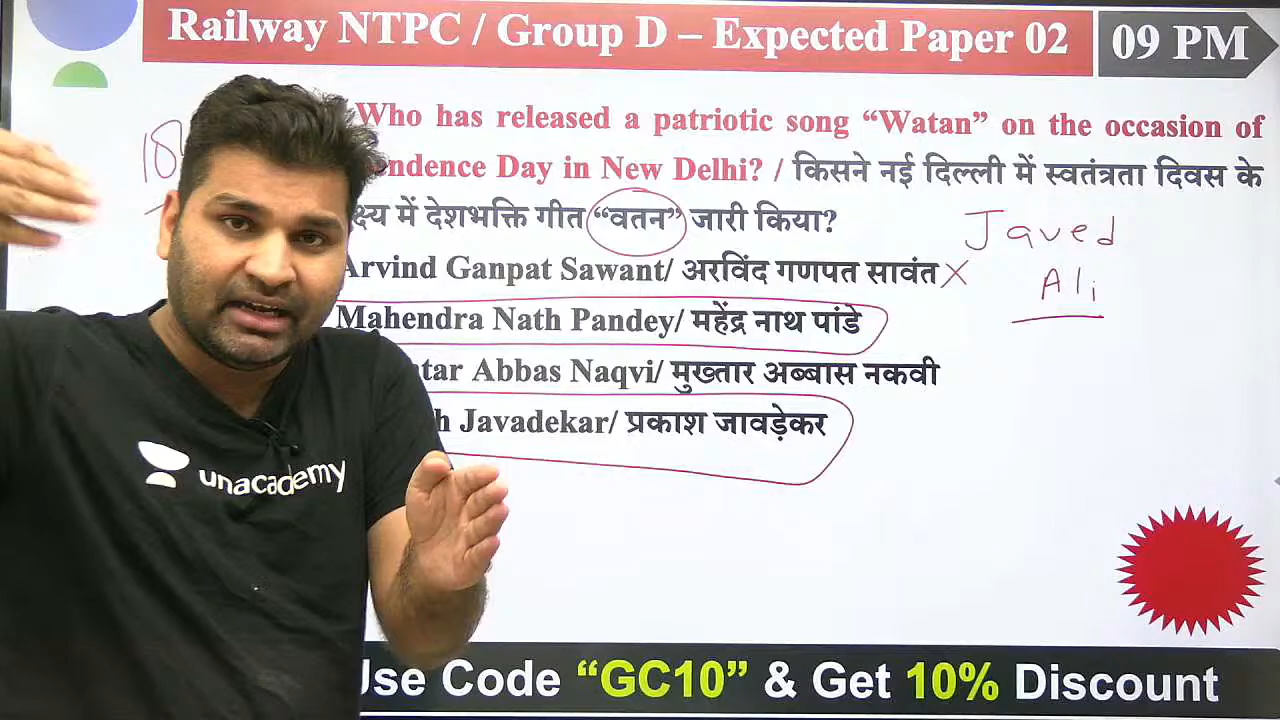 Railway NTPC / Group D – Expected Paper 02
09 PM
Who has released a patriotic song “Watan” on the occasion of
Day in New Delhi? / किसने नई दिल्ली में स्वतंत्रता दिवस के
में देशभक्ति गीत “वतन” जारी किया?
Javed
Ali
Arvind Ganpat Sawant/ अरविंद गणपत सावंत X
Mahendra Nath Pandey/ महेंद्र नाथ पांडे
Abbas Naqvi/ मुख्तार अब्बास नकवी
Javadekar/ प्रकाश जावड़ेकर
unacademy
Use Code “GC10” & Get 10% Discount